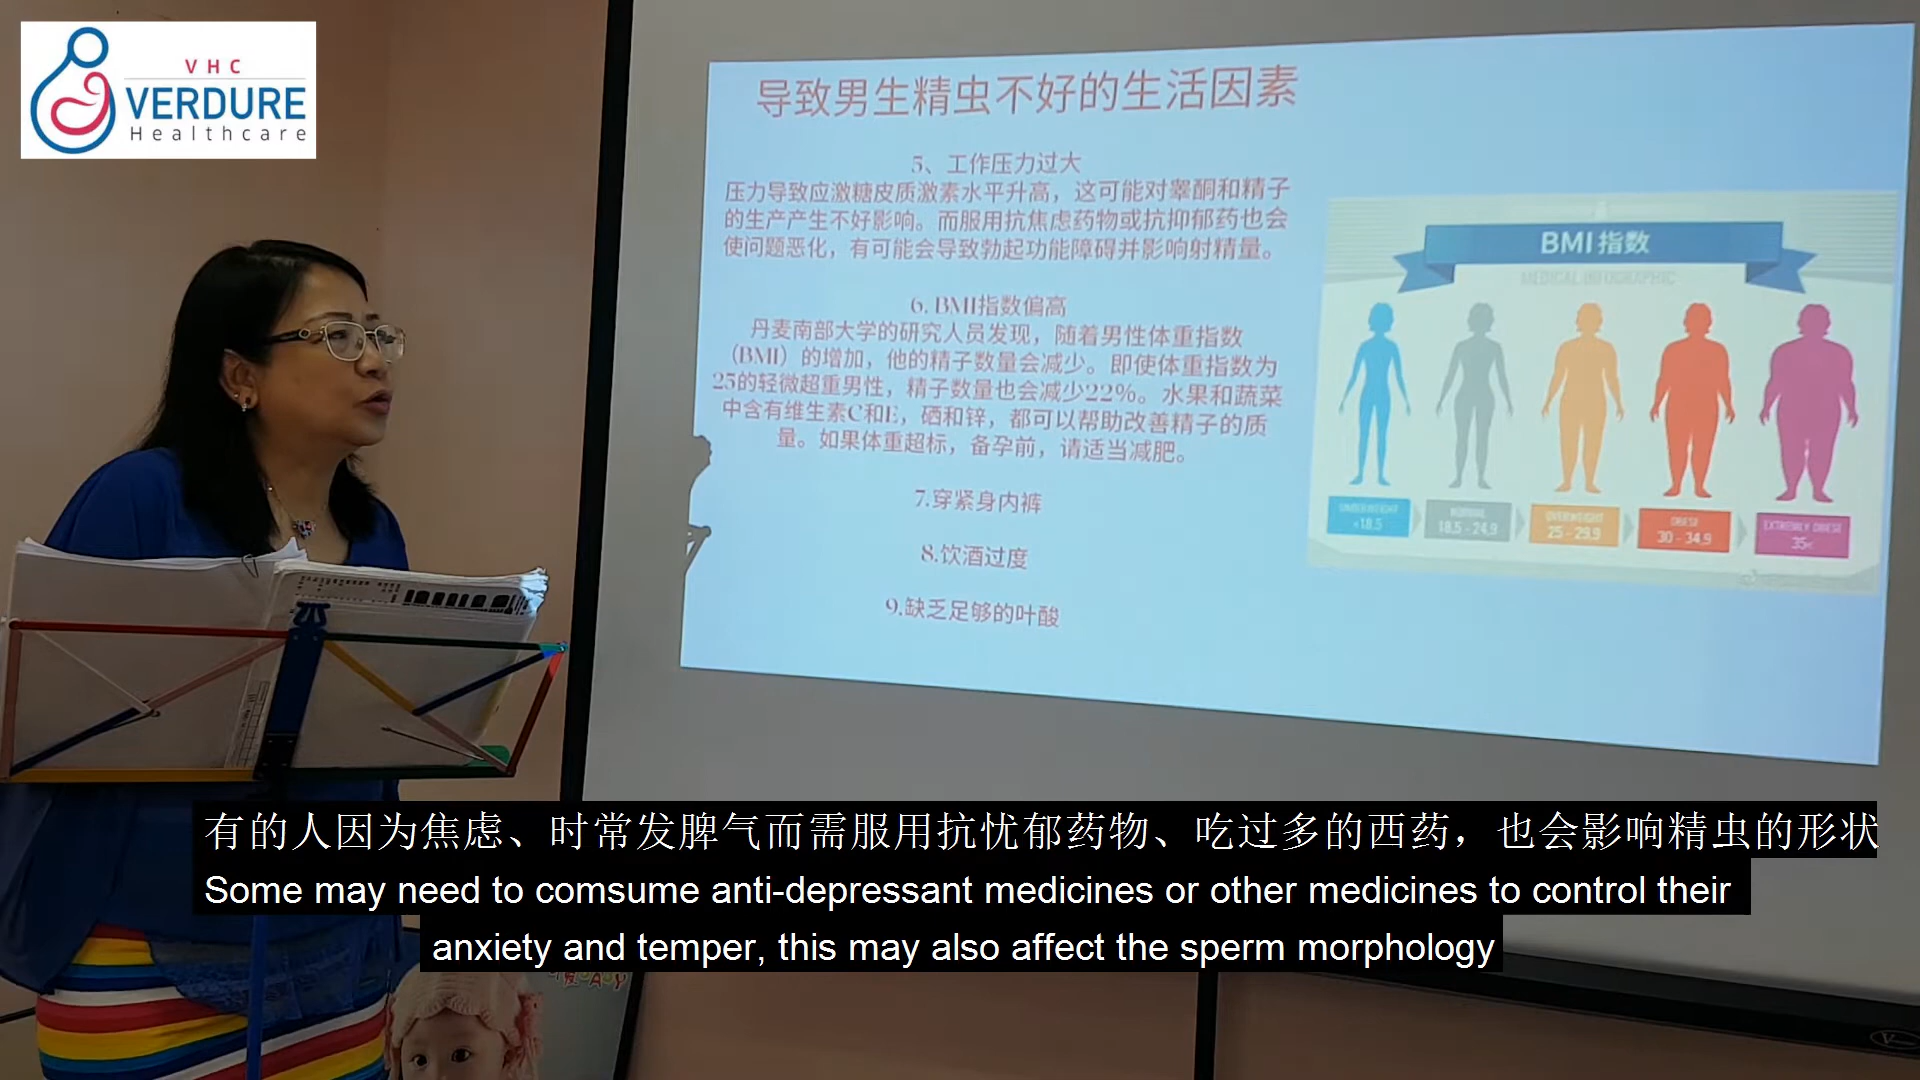 VHC
VERDURE
Healthcare
导致男生精虫不好的生活因素
5、工作压力过大
压力导致应激糖皮质激素水平升高，这可能对睾酮和精子
的生产产生不好影响。而服用抗焦虑药物或抗抑郁药也会
使问题恶化，有可能会导致勃起功能障碍并影响射精量。
6. BMI指数偏高
丹麦南部大学的研究人员发现，随着男性体重指数
（BMI）的增加，他的精子数量会减少。即使体重指数为
25的轻微超重男性，精子数量也会减少22%。水果和蔬菜
中含有维生素C和E，硒和锌，都可以帮助改善精子的质
量。如果体重超标，备孕前，请适当减肥。
7.穿紧身内裤
8.饮酒过度
9.缺乏足够的叶酸
BMI指数
MEDICAL INFOGRAPHIC
UNDERWEIGHT
<18.5
NORMAL
18.5 - 24.9
OVERWEIGHT
25 - 29.9
OBESE
30 - 34.9
EXTREMLY OBESE
35<
有的人因为焦虑、时常发脾气而需服用抗忧郁药物、吃过多的西药，也会影响精虫的形状
Some may need to comsume anti-depressant medicines or other medicines to control their
anxiety and temper, this may also affect the sperm morphology